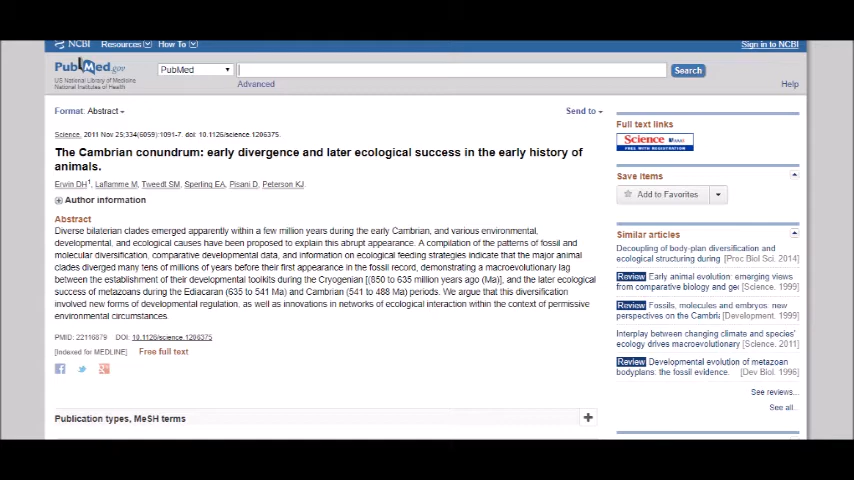 NCBI Resources How To Sign in to NCBI
PubMed.gov PubMed Search
US National Library of Medicine
National Institutes of Health
Advanced Help
Format: Abstract Send to
Science. 2011 Nov 25;334(6059):1091-7. doi: 10.1126/science.1206375.
The Cambrian conundrum: early divergence and later ecological success in the early history of
animals.
Erwin DH1, Laflamme M, Tweedt SM, Sperling EA, Pisani D, Peterson KJ.
Author information
Abstract
Diverse bilaterian clades emerged apparently within a few million years during the early Cambrian, and various environmental,
developmental, and ecological causes have been proposed to explain this abrupt appearance. A compilation of the patterns of fossil and
molecular diversification, comparative developmental data, and information on ecological feeding strategies indicate that the major animal
clades diverged many tens of millions of years before their first appearance in the fossil record, demonstrating a macroevolutionary lag
between the establishment of their developmental toolkits during the Cryogenian [(850 to 635 million years ago (Ma)], and the later ecological
success of metazoans during the Ediacaran (635 to 541 Ma) and Cambrian (541 to 488 Ma) periods. We argue that this diversification
involved new forms of developmental regulation, as well as innovations in networks of ecological interaction within the context of permissive
environmental circumstances.
PMID: 22116879 DOI: 10.1126/science.1206375
[Indexed for MEDLINE] Free full text
Publication types, MeSH terms
Full text links
Science
FREE WITH REGISTRATION
Save items
Add to Favorites
Similar articles
Decoupling of body-plan diversification and
ecological structuring during [Proc Biol Sci. 2014]
Review Early animal evolution: emerging views
from comparative biology and ge [Science. 1999]
Review Fossils, molecules and embryos: new
perspectives on the Cambri [Development. 1999]
Interplay between changing climate and species'
ecology drives macroevolutionary [Science. 2011]
Review Developmental evolution of metazoan
bodyplans: the fossil evidence. [Dev Biol. 1996]
See reviews...
See all...